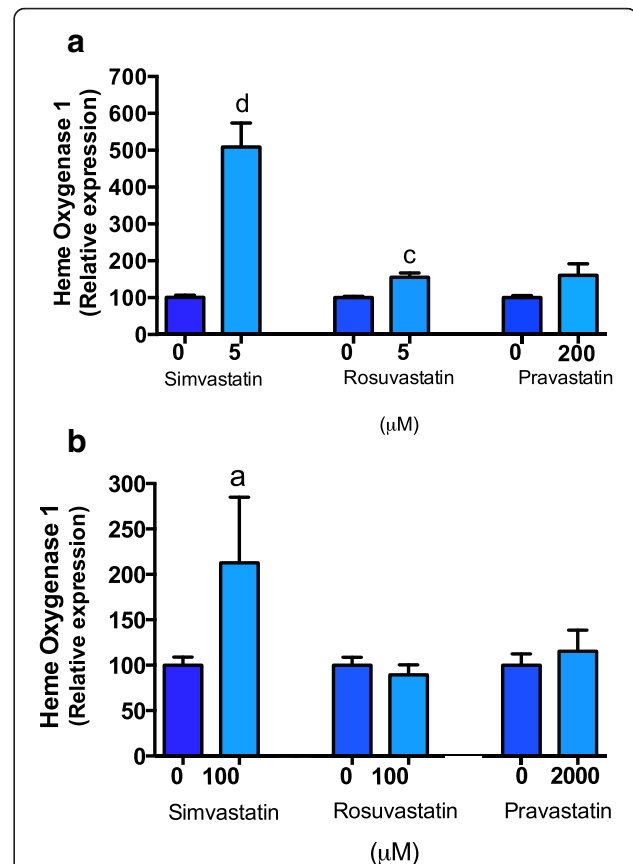 a
Heme Oxygenase 1
(Relative expression)
700
600
500
400
300
200
100
0
d
c
0 5 0 5 0 200
Simvastatin Rosuvastatin Pravastatin
(μM)
b
Heme Oxygenase 1
(Relative expression)
300
250
200
150
100
50
0
a
0 100 0 100 0 2000
Simvastatin Rosuvastatin Pravastatin
(μM)